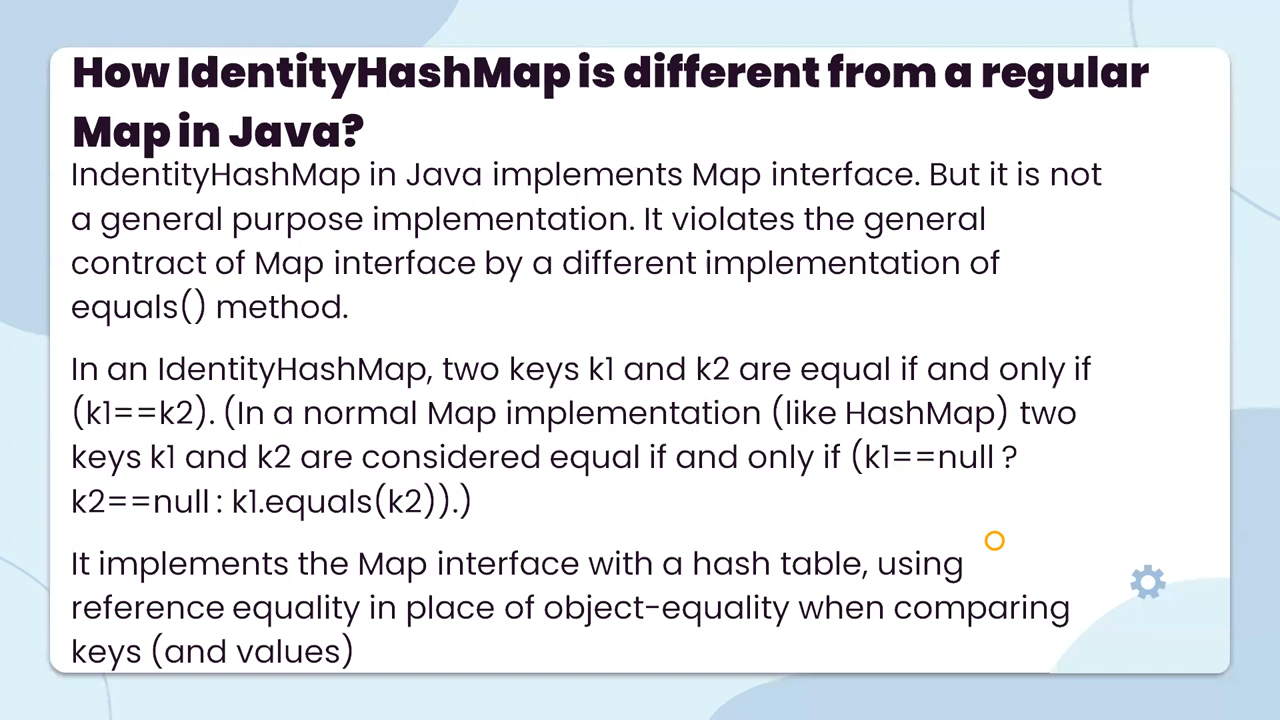 How IdentityHashMap is different from a regular
Map in Java?
IndentityHashMap in Java implements Map interface. But it is not
a general purpose implementation. It violates the general
contract of Map interface by a different implementation of
equals() method.
In an IdentityHashMap, two keys k1 and k2 are equal if and only if
(k1==k2). (In a normal Map implementation (like HashMap) two
keys k1 and k2 are considered equal if and only if (k1==null ?
k2==null : k1.equals(k2)).)
It implements the Map interface with a hash table, using
reference equality in place of object-equality when comparing
keys (and values)